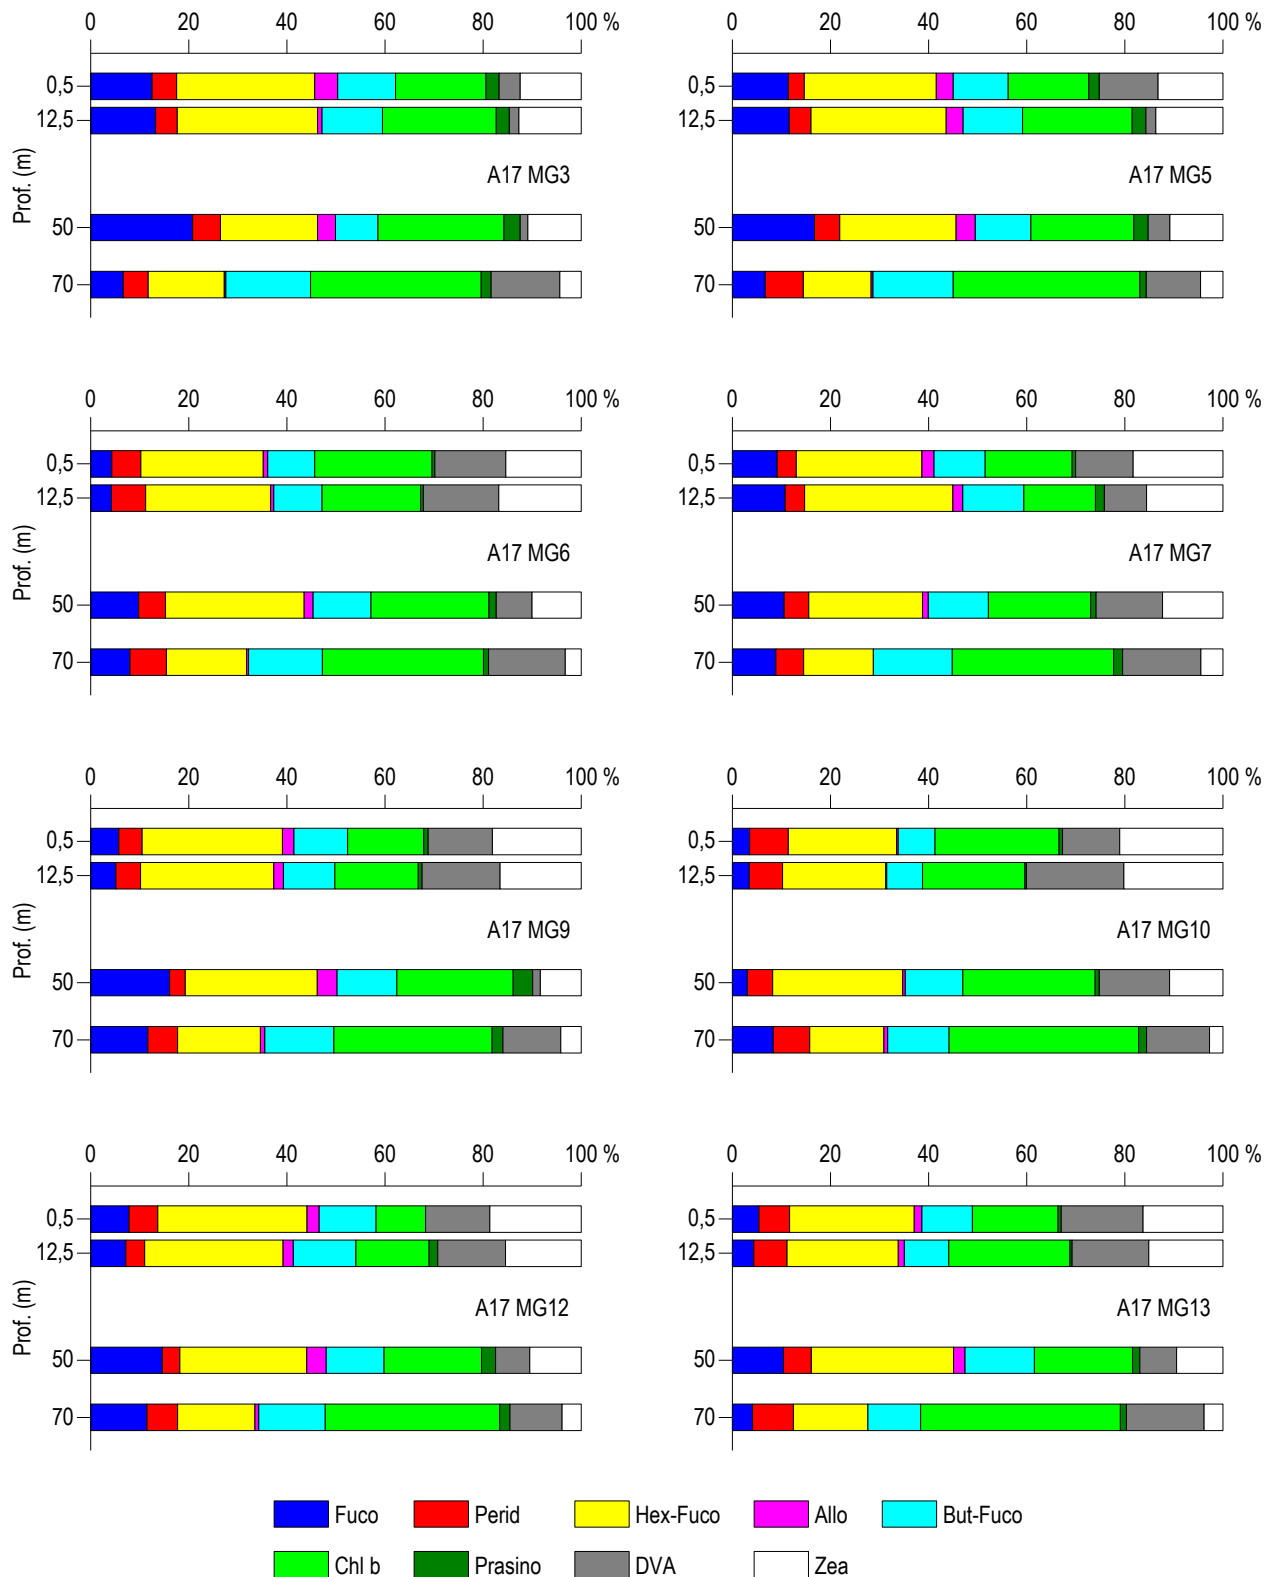 0 20 40 60 80 100 % 0 20 40 60 80 100 %
0,5 0,5
12,5 12,5
Prof. (m) A17 MG3 A17 MG5
50 50
70 70
0 20 40 60 80 100 % 0 20 40 60 80 100 %
0,5 0,5
12,5 12,5
Prof. (m) A17 MG6 A17 MG7
50 50
70 70
0 20 40 60 80 100 % 0 20 40 60 80 100 %
0,5 0,5
12,5 12,5
Prof. (m) A17 MG9 A17 MG10
50 50
70 70
0 20 40 60 80 100 % 0 20 40 60 80 100 %
0,5 0,5
12,5 12,5
Prof. (m) A17 MG12 A17 MG13
50 50
70 70
Fuco Perid Hex-Fuco Allo But-Fuco
Chl b Prasino DVA Zea